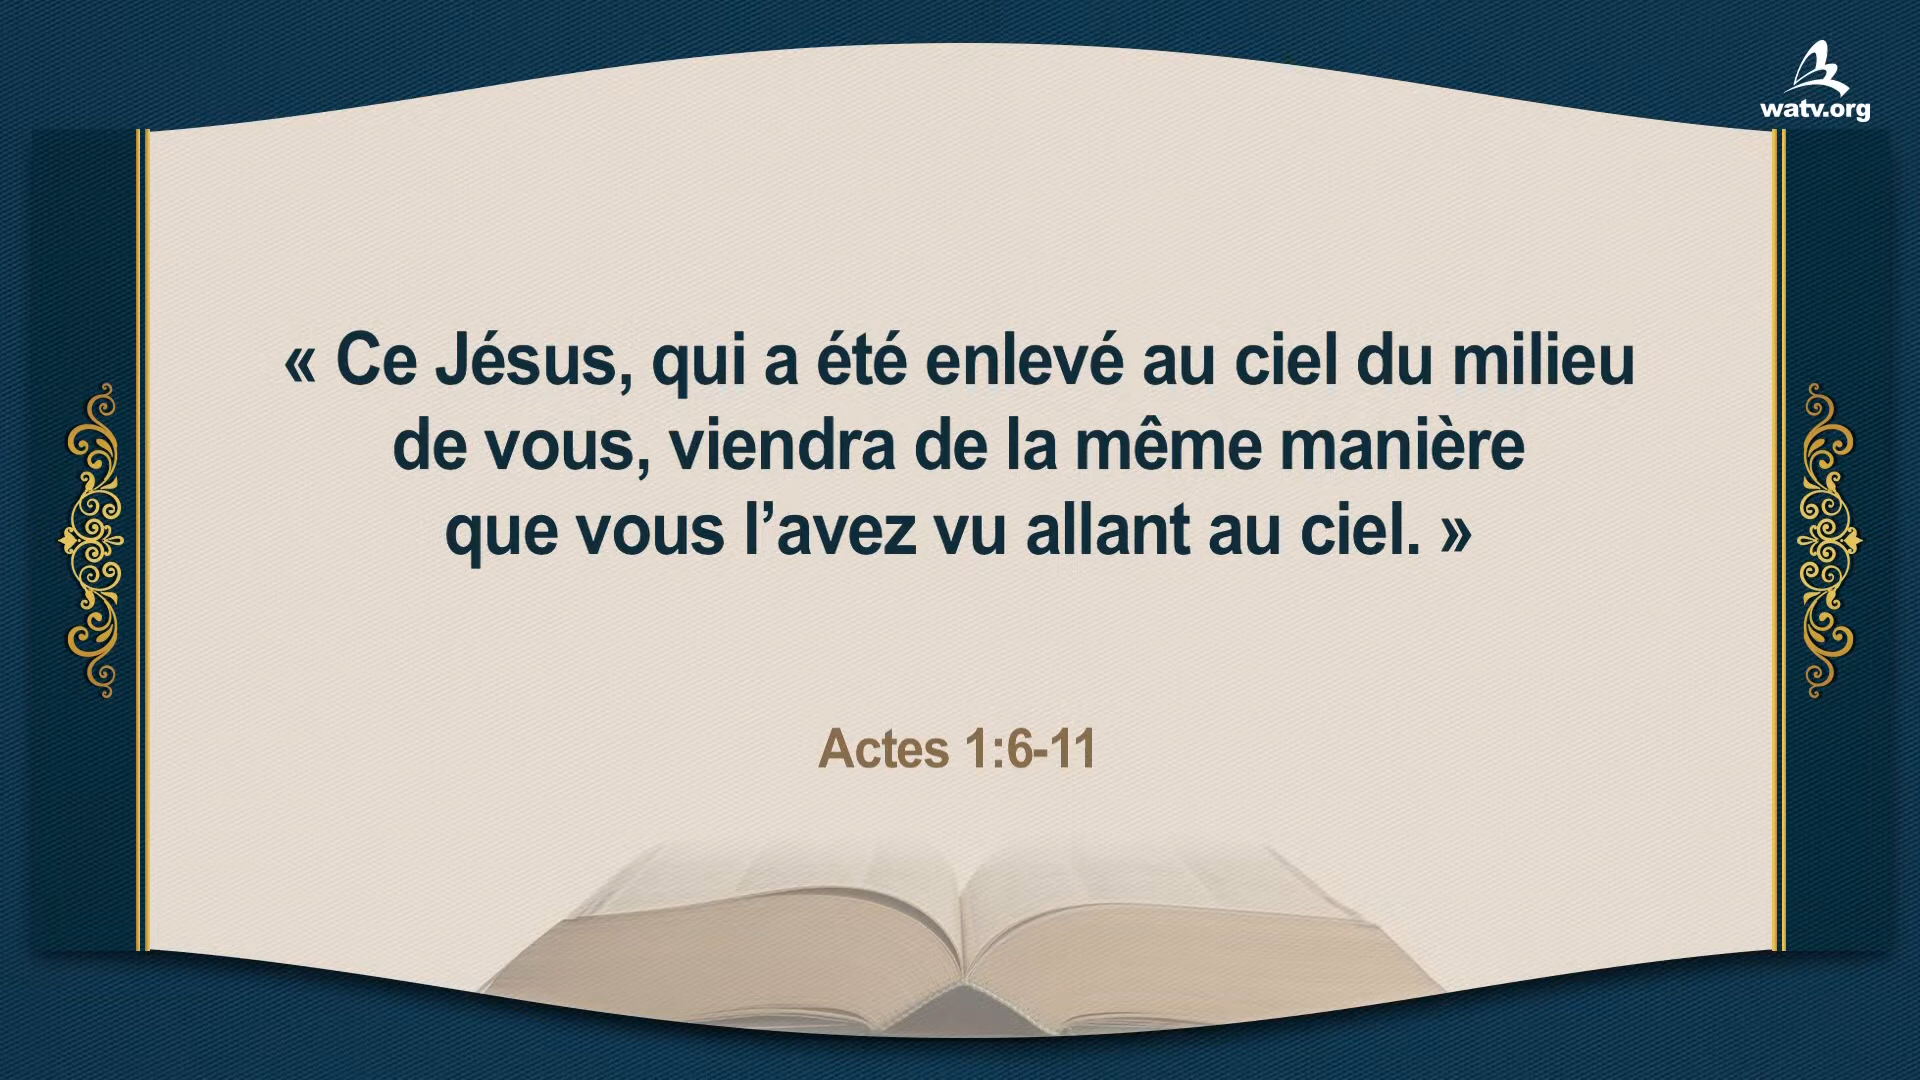 watv.org
« Ce Jésus, qui a été enlevé au ciel du milieu
de vous, viendra de la même manière
que vous l’avez vu allant au ciel. »
Actes 1:6-11